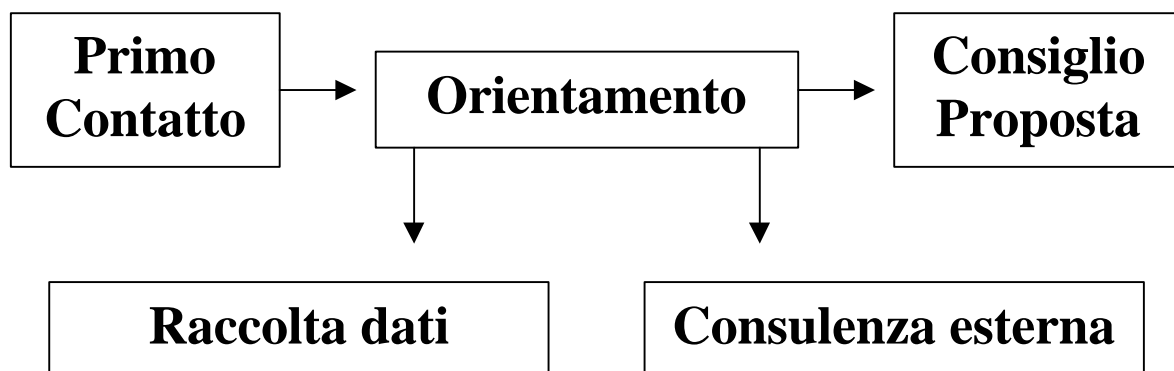 Primo
Contatto
Orientamento
Consiglio
Proposta
Raccolta dati
Consulenza esterna